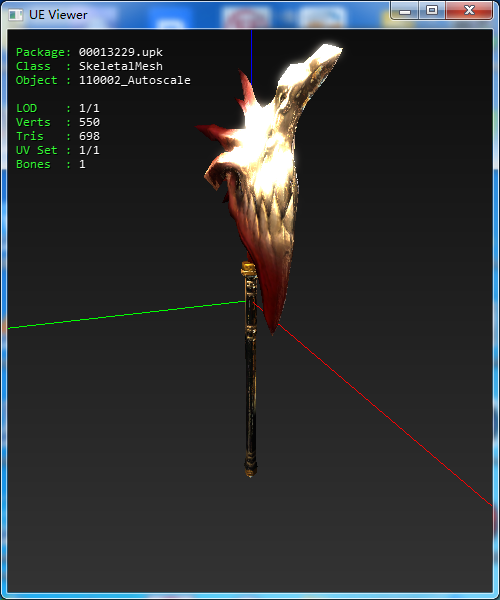 UE Viewer
Package: 00013229.upk
Class : SkeletalMesh
Object : 110002_Autoscale
LOD : 1/1
Verts : 550
Tris : 698
UV Set : 1/1
Bones : 1